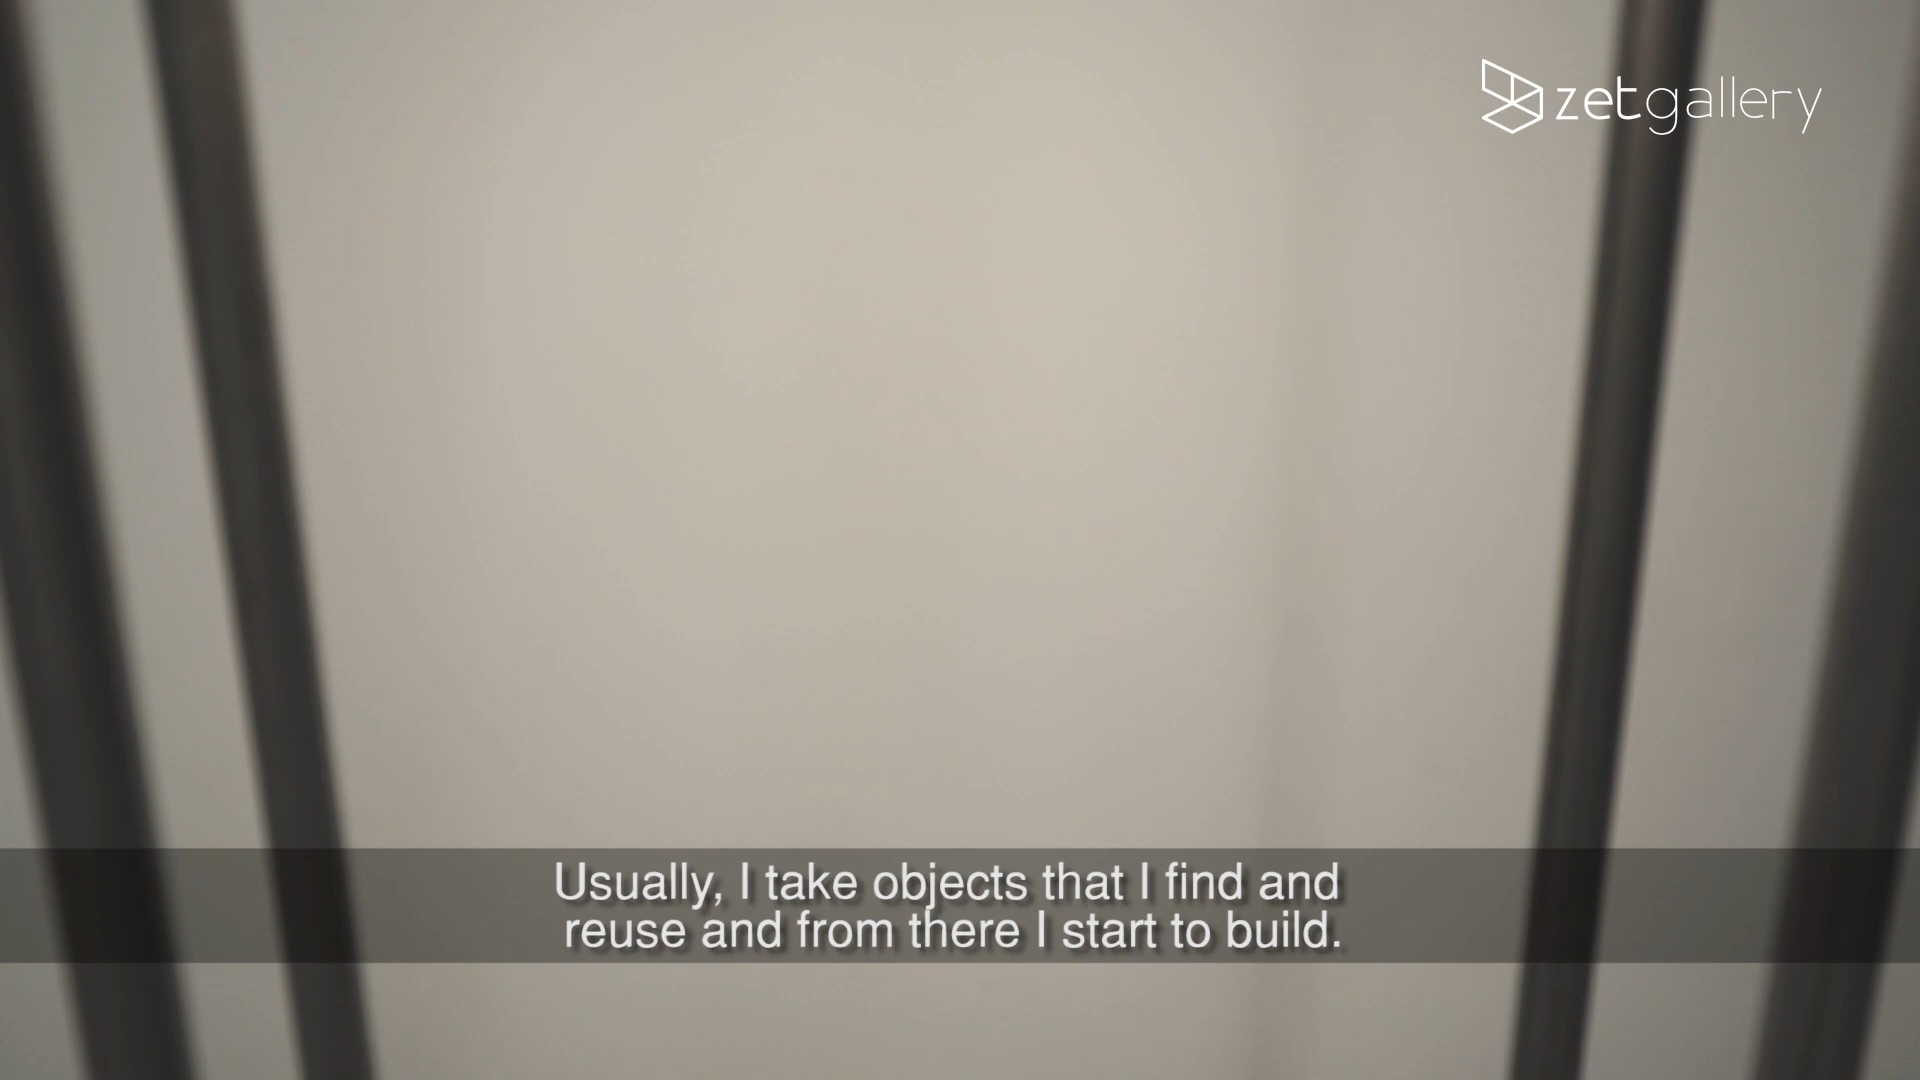 zetgallery
Usually, I take objects that I find and
reuse and from there I start to build.